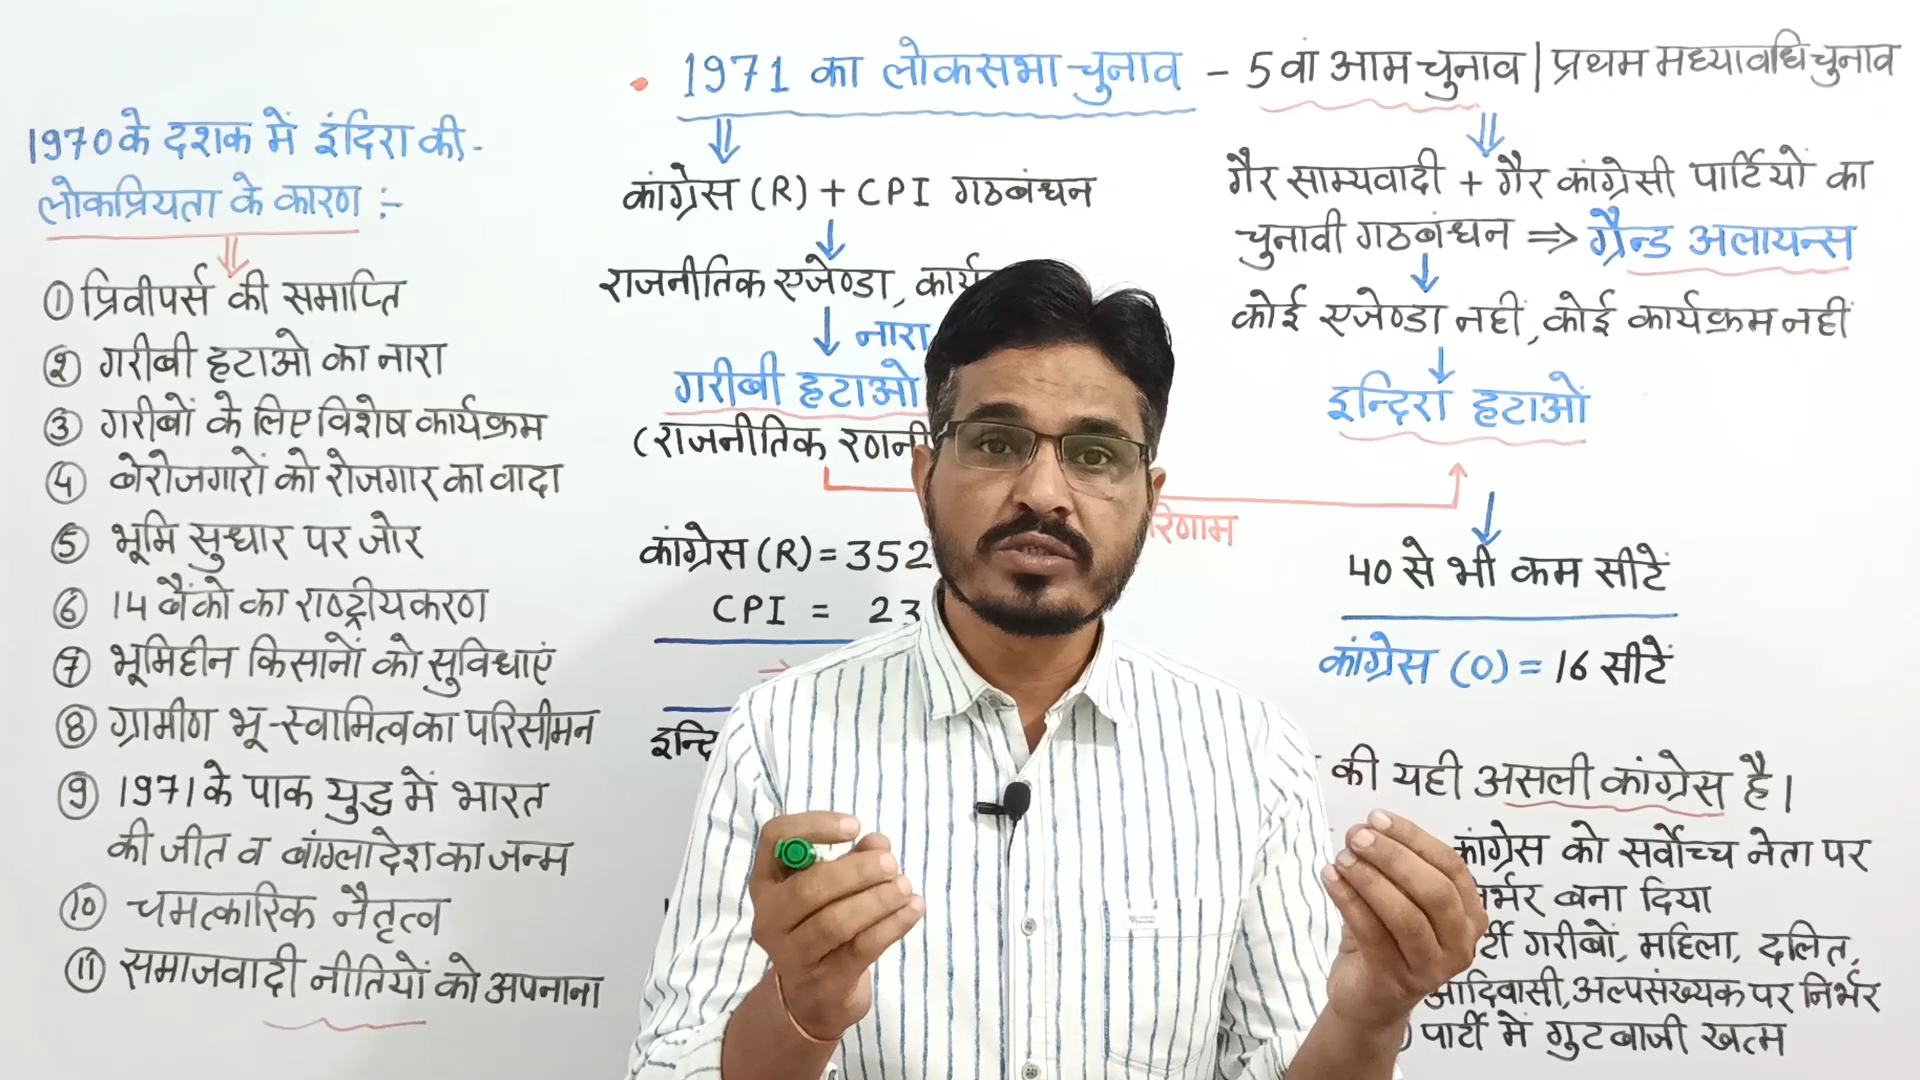 1970 के दशक में इंदिरा की-
लोकप्रियता के कारण :-
① प्रिवीपर्स की समाप्ति
② गरीबी हटाओ का नारा
③ गरीबों के लिए विशेष कार्यक्रम
④ बेरोजगारों को रोजगार का वादा
⑤ भूमि सुधार पर जोर
⑥ 14 बैंको का राष्ट्रीयकरण
⑦ भूमिहीन किसानों को सुविधाएं
⑧ ग्रामीण भू-स्वामित्व का परिसीमन
⑨ 1971 के पाक युद्ध में भारत
की जीत व बांग्लादेश का जन्म
⑩ चमत्कारिक नैतृत्व
⑪ समाजवादी नीतियों को अपनाना
• 1971 का लोकसभा चुनाव - 5वां आम चुनाव | प्रथम मध्यावधि चुनाव
कांग्रेस (R) + CPI गठबंधन
राजनीतिक एजेण्डा,
नारा
गरीबी हटाओ
(राजनीतिक
कांग्रेस (R) = 352
CPI = 23
गैर साम्यवादी + गैर कांग्रेसी पार्टियों का
चुनावी गठबंधन ⇒ ग्रैन्ड अलायन्स
कोई एजेण्डा नहीं, कोई कार्यक्रम नहीं
इन्दिरा हटाओं
40 से भी कम सीटें
कांग्रेस (O) = 16 सीटें
की यही असली कांग्रेस है।
कांग्रेस को सर्वोच्च नेता पर
बना दिया
गरीबों, महिला, दलित,
आदिवासी, अल्पसंख्यक पर निर्भर
पार्टी में गुटबाजी खत्म